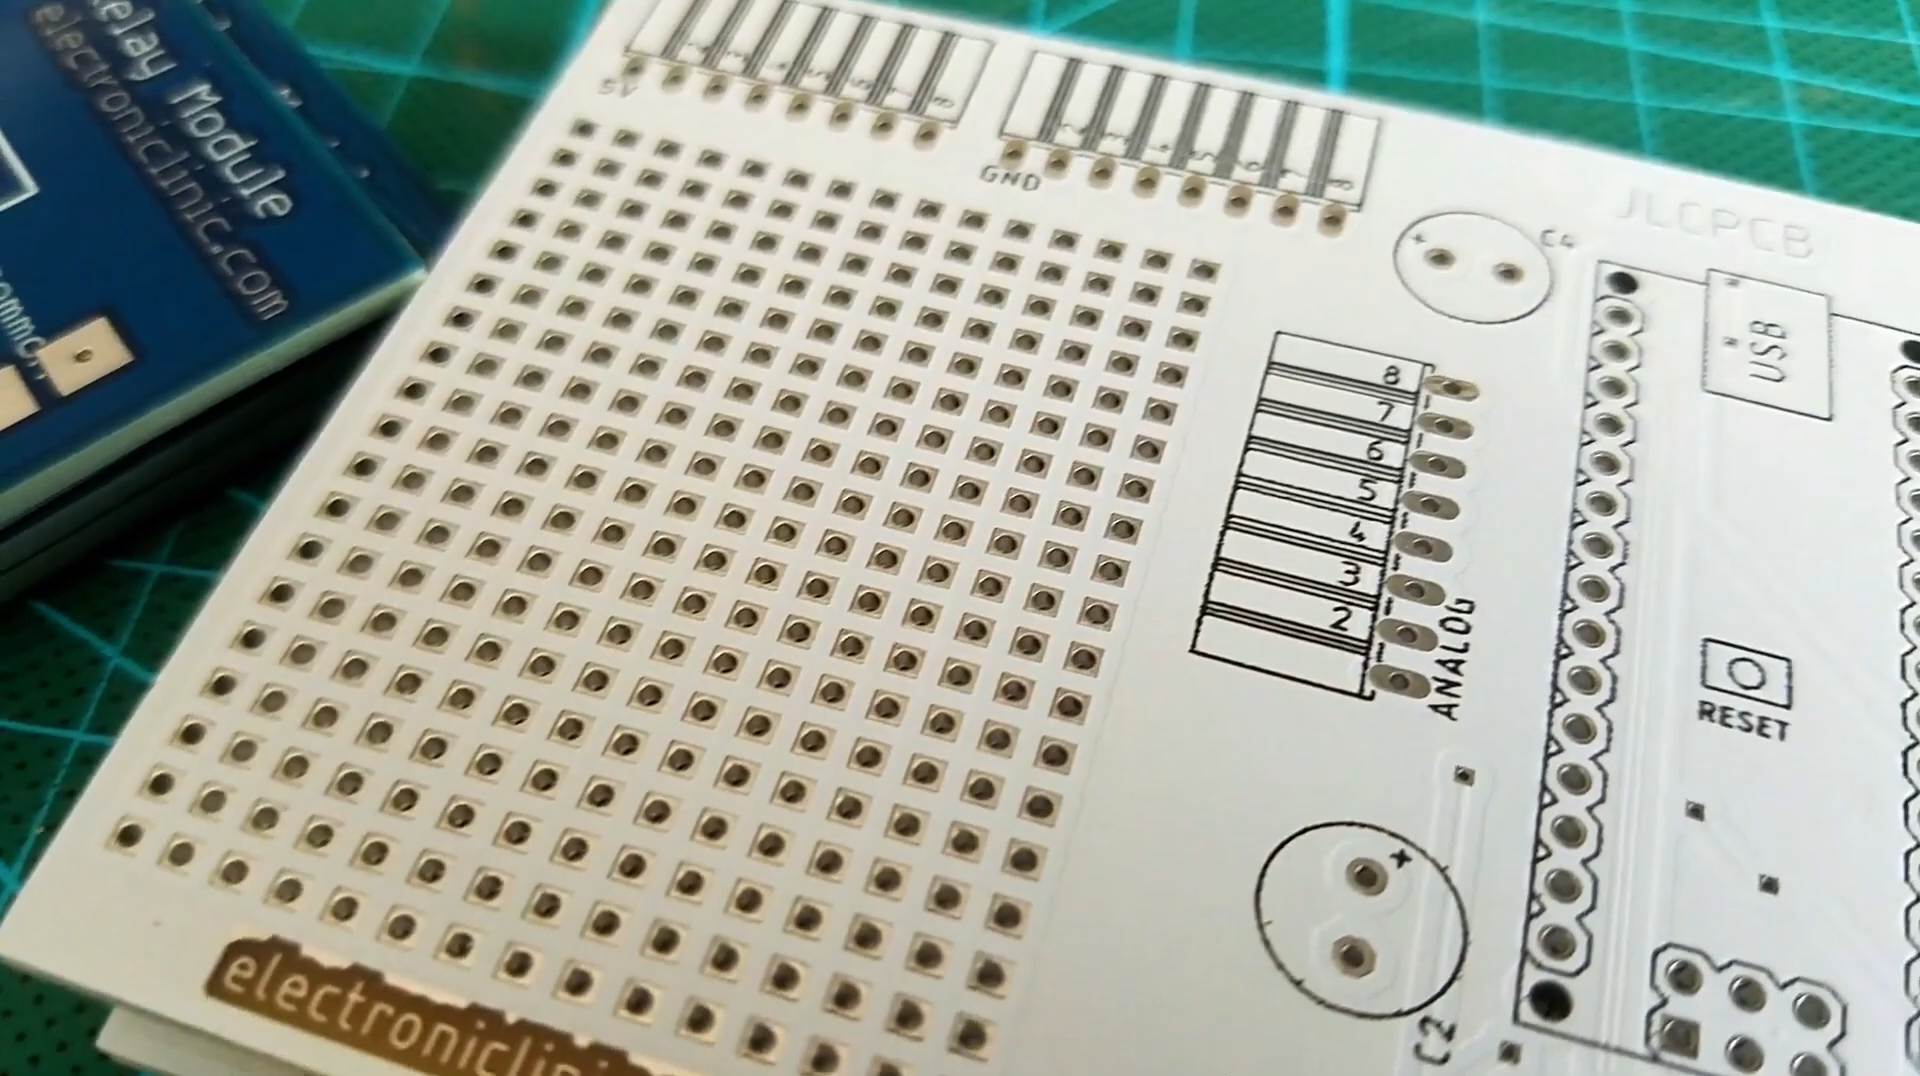 Relay Module
electroniclinic.com
5V
GND
JLCPCB
C4
USB
8
7
6
5
4
3
2
ANALOG
RESET
C2